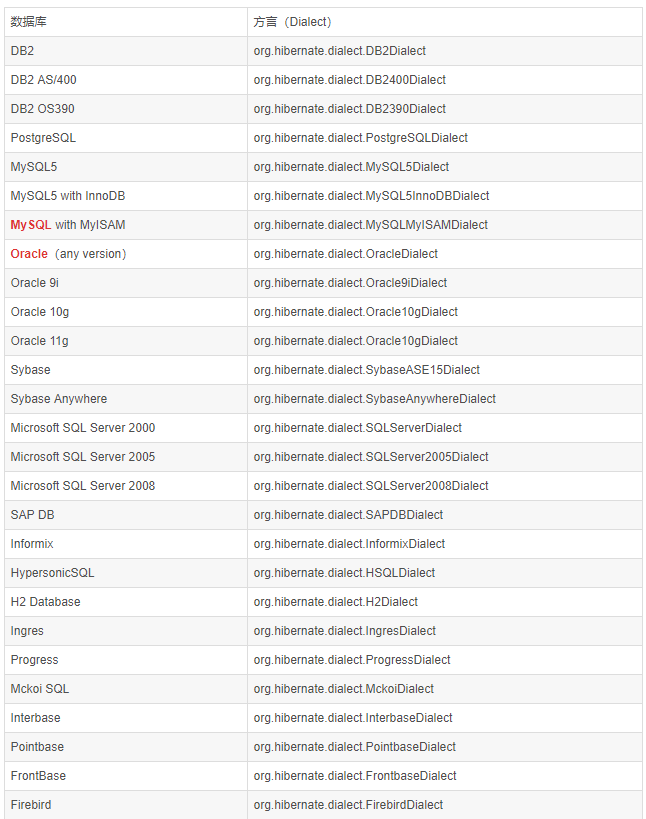 数据库 方言（Dialect）
DB2 org.hibernate.dialect.DB2Dialect
DB2 AS/400 org.hibernate.dialect.DB2400Dialect
DB2 OS390 org.hibernate.dialect.DB2390Dialect
PostgreSQL org.hibernate.dialect.PostgreSQLDialect
MySQL5 org.hibernate.dialect.MySQL5Dialect
MySQL5 with InnoDB org.hibernate.dialect.MySQL5InnoDBDialect
MySQL with MyISAM org.hibernate.dialect.MySQLMyISAMDialect
Oracle（any version） org.hibernate.dialect.OracleDialect
Oracle 9i org.hibernate.dialect.Oracle9iDialect
Oracle 10g org.hibernate.dialect.Oracle10gDialect
Oracle 11g org.hibernate.dialect.Oracle10gDialect
Sybase org.hibernate.dialect.SybaseASE15Dialect
Sybase Anywhere org.hibernate.dialect.SybaseAnywhereDialect
Microsoft SQL Server 2000 org.hibernate.dialect.SQLServerDialect
Microsoft SQL Server 2005 org.hibernate.dialect.SQLServer2005Dialect
Microsoft SQL Server 2008 org.hibernate.dialect.SQLServer2008Dialect
SAP DB org.hibernate.dialect.SAPDBDialect
Informix org.hibernate.dialect.InformixDialect
HypersonicSQL org.hibernate.dialect.HSQLDialect
H2 Database org.hibernate.dialect.H2Dialect
Ingres org.hibernate.dialect.IngresDialect
Progress org.hibernate.dialect.ProgressDialect
Mckoi SQL org.hibernate.dialect.MckoiDialect
Interbase org.hibernate.dialect.InterbaseDialect
Pointbase org.hibernate.dialect.PointbaseDialect
FrontBase org.hibernate.dialect.FrontbaseDialect
Firebird org.hibernate.dialect.FirebirdDialect